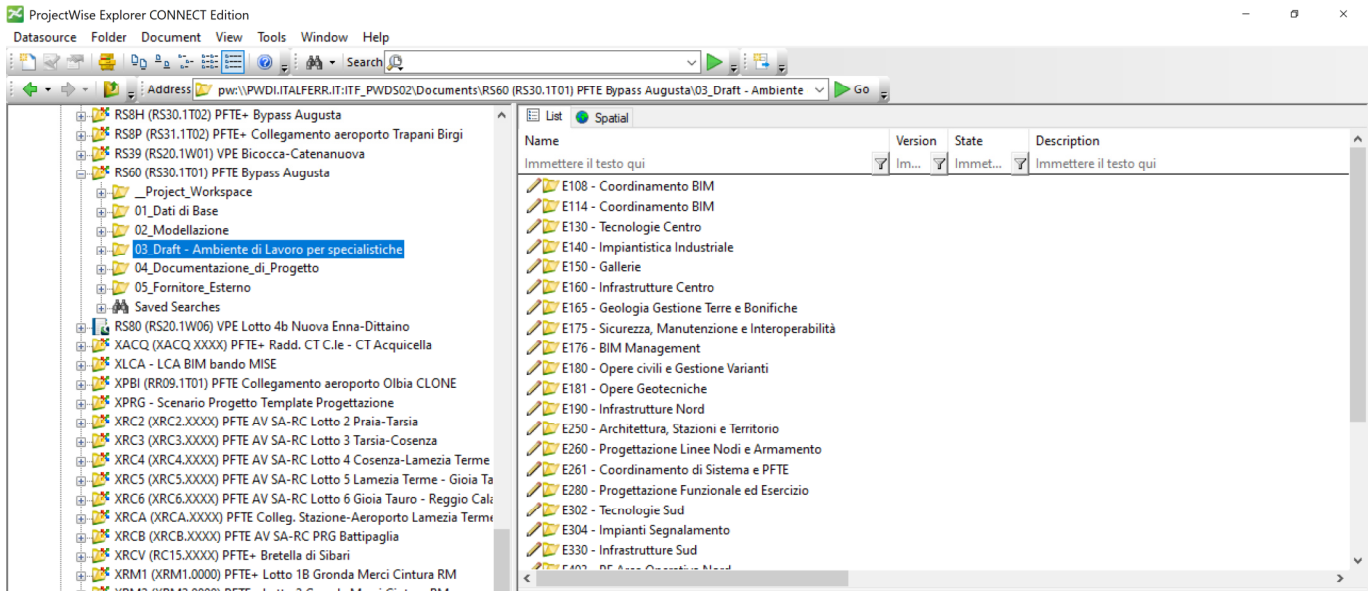 ProjectWise Explorer CONNECT Edition
Datasource Folder Document View Tools Window Help
Search
Address pw:\\PWDI.ITALFERR.IT:ITF_PWDS02\Documents\RS60 (RS30.1T01) PFTE Bypass Augusta\03_Draft - Ambiente Go
RS8H (RS30.1T02) PFTE+ Bypass Augusta
RS8P (RS31.1T02) PFTE+ Collegamento aeroporto Trapani Birgi
RS39 (RS20.1W01) VPE Bicocca-Catenanuova
RS60 (RS30.1T01) PFTE Bypass Augusta
__Project_Workspace
01_Dati di Base
02_Modellazione
03_Draft - Ambiente di Lavoro per specialistiche
04_Documentazione_di_Progetto
05_Fornitore_Esterno
Saved Searches
RS80 (RS20.1W06) VPE Lotto 4b Nuova Enna-Dittaino
XACQ (XACQ XXXX) PFTE+ Radd. CT C.le - CT Acquicella
XLCA - LCA BIM bando MISE
XPBI (RR09.1T01) PFTE Collegamento aeroporto Olbia CLONE
XPRG - Scenario Progetto Template Progettazione
XRC2 (XRC2.XXXX) PFTE AV SA-RC Lotto 2 Praia-Tarsia
XRC3 (XRC3.XXXX) PFTE AV SA-RC Lotto 3 Tarsia-Cosenza
XRC4 (XRC4.XXXX) PFTE AV SA-RC Lotto 4 Cosenza-Lamezia Terme
XRC5 (XRC5.XXXX) PFTE AV SA-RC Lotto 5 Lamezia Terme - Gioia Ta
XRC6 (XRC6.XXXX) PFTE AV SA-RC Lotto 6 Gioia Tauro - Reggio Cala
XRCA (XRCA.XXXX) PFTE Colleg. Stazione-Aeroporto Lamezia Terme
XRCB (XRCB.XXXX) PFTE AV SA-RC PRG Battipaglia
XRCV (RC15.XXXX) PFTE+ Bretella di Sibari
XRM1 (XRM1.0000) PFTE+ Lotto 1B Gronda Merci Cintura RM
List Spatial
Name Version State Description
Immettere il testo qui Im... Immet... Immettere il testo qui
E108 - Coordinamento BIM
E114 - Coordinamento BIM
E130 - Tecnologie Centro
E140 - Impiantistica Industriale
E150 - Gallerie
E160 - Infrastrutture Centro
E165 - Geologia Gestione Terre e Bonifiche
E175 - Sicurezza, Manutenzione e Interoperabilità
E176 - BIM Management
E180 - Opere civili e Gestione Varianti
E181 - Opere Geotecniche
E190 - Infrastrutture Nord
E250 - Architettura, Stazioni e Territorio
E260 - Progettazione Linee Nodi e Armamento
E261 - Coordinamento di Sistema e PFTE
E280 - Progettazione Funzionale ed Esercizio
E302 - Tecnologie Sud
E304 - Impianti Segnalamento
E330 - Infrastrutture Sud